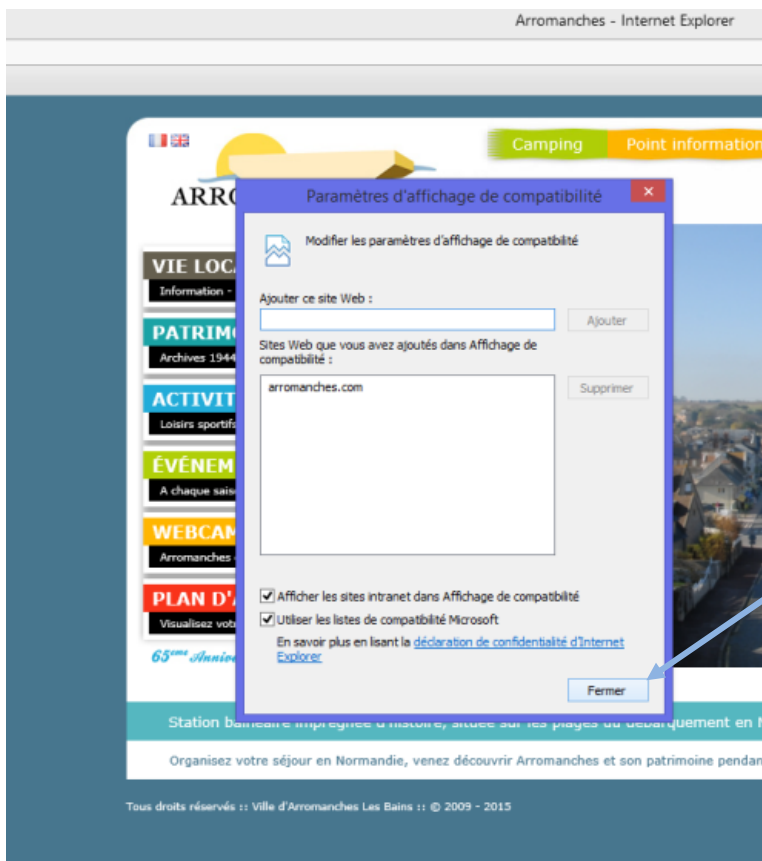 Arromanches - Internet Explorer
Camping
Point information
ARRO
Paramètres d'affichage de compatibilité
Modifier les paramètres d'affichage de compatibilité
VIE LOC
Information -
Ajouter ce site Web :
Ajouter
PATRIM
Archives 1944
Sites Web que vous avez ajoutés dans Affichage de
compatibilité :
arromanches.com
Supprimer
ACTIVIT
Loisirs sportifs
ÉVÉNEM
A chaque sais
WEBCAM
Arromanches
PLAN D'
Visualisez vot
Afficher les sites intranet dans Affichage de compatibilité
Utiliser les listes de compatibilité Microsoft
En savoir plus en lisant la déclaration de confidentialité d'Internet
Explorer
65eme Annive
Fermer
Station balnéaire imprégnée d'histoire, située sur les plages du débarquement en
Organisez votre séjour en Normandie, venez découvrir Arromanches et son patrimoine pendan
Tous droits réservés :: Ville d'Arromanches Les Bains :: © 2009 - 2015